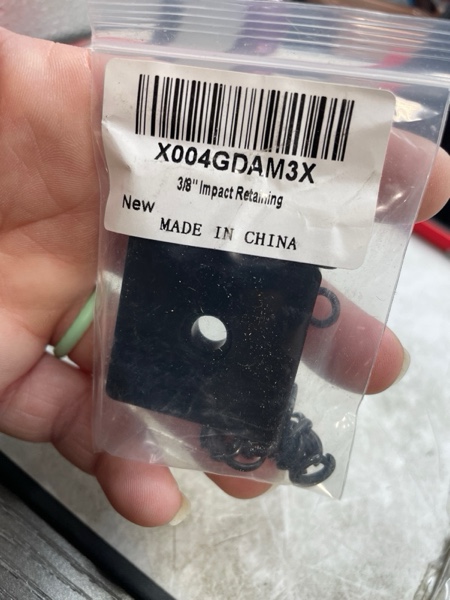 X004GDAM3X
3/8" Impact Retaining
New
MADE IN CHINA